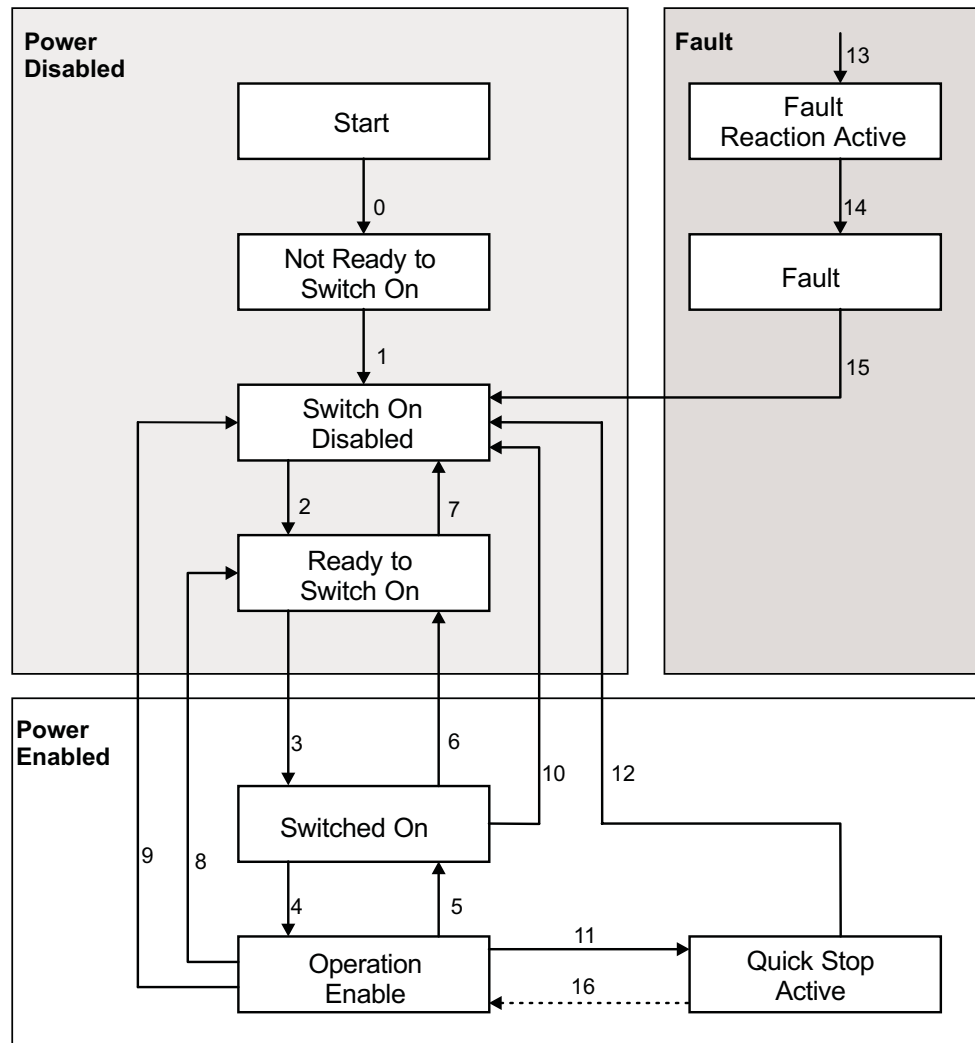 Power
Disabled
Start
0
Not Ready to
Switch On
1
Switch On
Disabled
2
7
Ready to
Switch On
Fault
13
Fault
Reaction Active
14
Fault
15
Power
Enabled
3
6
10
12
Switched On
9
8
4
5
11
Operation
Enable
16
Quick Stop
Active